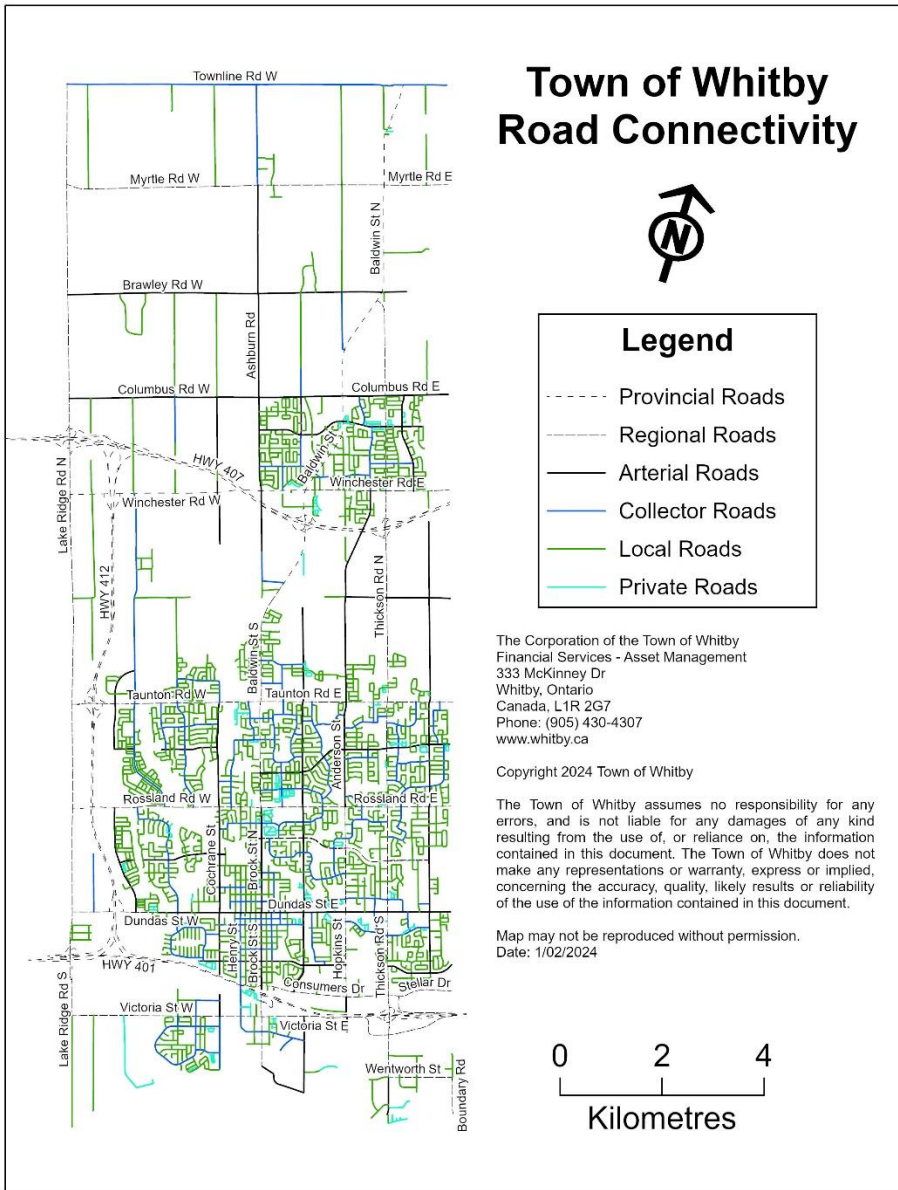 Town of Whitby
Road Connectivity
N
Legend
Provincial Roads
Regional Roads
Arterial Roads
Collector Roads
Local Roads
Private Roads
The Corporation of the Town of Whitby
Financial Services - Asset Management
333 McKinney Dr
Whitby, Ontario
Canada, L1R 2G7
Phone: (905) 430-4307
www.whitby.ca
Copyright 2024 Town of Whitby
The Town of Whitby assumes no responsibility for any
errors, and is not liable for any damages of any kind
resulting from the use of, or reliance on, the information
contained in this document. The Town of Whitby does not
make any representations or warranty, express or implied,
concerning the accuracy, quality, likely results or reliability
of the use of the information contained in this document.
Map may not be reproduced without permission.
Date: 1/02/2024
0 2 4
Kilometres
Townline Rd W
Myrtle Rd W
Myrtle Rd E
Baldwin St N
Brawley Rd W
Ashburn Rd
Columbus Rd W
Columbus Rd E
Lake Ridge Rd N
HWY 407
Baldwin St
Winchester Rd E
Winchester Rd W
HWY 412
Thickson Rd N
Baldwin St S
Taunton Rd W
Taunton Rd E
Anderson St
Rossland Rd W
Rossland Rd E
Cochrane St
Brock St N
Dundas St E
Dundas St W
Henry St
Brock St S
Hopkins St
Thickson Rd S
HWY 401
Consumers Dr
Stellar Dr
Lake Ridge Rd S
Victoria St W
Victoria St E
Wentworth St
Boundary Rd